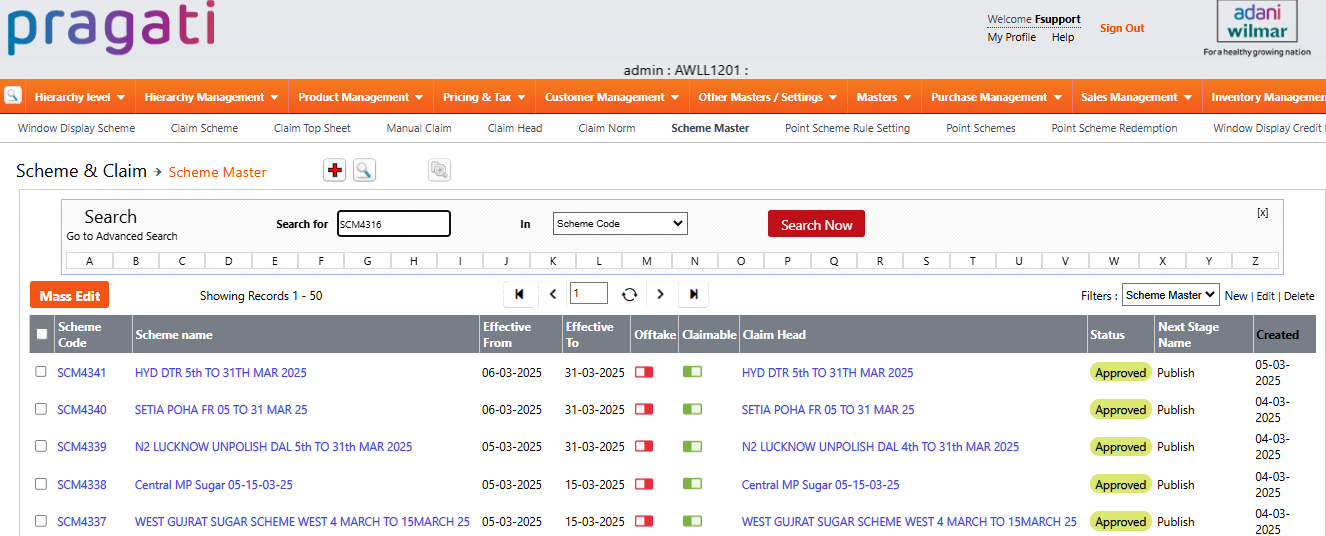 pragati
Welcome Fsupport
My Profile Help
Sign Out
adani
wilmar
For a healthy growing nation
admin : AWLL1201 :
Hierarchy level Hierarchy Management Product Management Pricing & Tax Customer Management Other Masters / Settings Masters Purchase Management Sales Management Inventory Managemen
Window Display Scheme Claim Scheme Claim Top Sheet Manual Claim Claim Head Claim Norm Scheme Master Point Scheme Rule Setting Point Schemes Point Scheme Redemption Window Display Credit
Scheme & Claim Scheme Master
Search
Go to Advanced Search
Search for SCM4316 In Scheme Code Search Now [x]
A B C D E F G H I J K L M N O P Q R S T U V W X Y Z
Mass Edit Showing Records 1 - 50 1 Filters : Scheme Master New | Edit | Delete
Scheme Code Scheme name Effective From Effective To Offtake Claimable Claim Head Status Next Stage Name Created
SCM4341 HYD DTR 5th TO 31TH MAR 2025 06-03-2025 31-03-2025 HYD DTR 5th TO 31TH MAR 2025 Approved Publish 05-03-2025
SCM4340 SETIA POHA FR 05 TO 31 MAR 25 06-03-2025 31-03-2025 SETIA POHA FR 05 TO 31 MAR 25 Approved Publish 04-03-2025
SCM4339 N2 LUCKNOW UNPOLISH DAL 5th TO 31th MAR 2025 05-03-2025 31-03-2025 N2 LUCKNOW UNPOLISH DAL 4th TO 31th MAR 2025 Approved Publish 04-03-2025
SCM4338 Central MP Sugar 05-15-03-25 05-03-2025 15-03-2025 Central MP Sugar 05-15-03-25 Approved Publish 04-03-2025
SCM4337 WEST GUJRAT SUGAR SCHEME WEST 4 MARCH TO 15MARCH 25 05-03-2025 15-03-2025 WEST GUJRAT SUGAR SCHEME WEST 4 MARCH TO 15MARCH 25 Approved Publish 04-03-2025